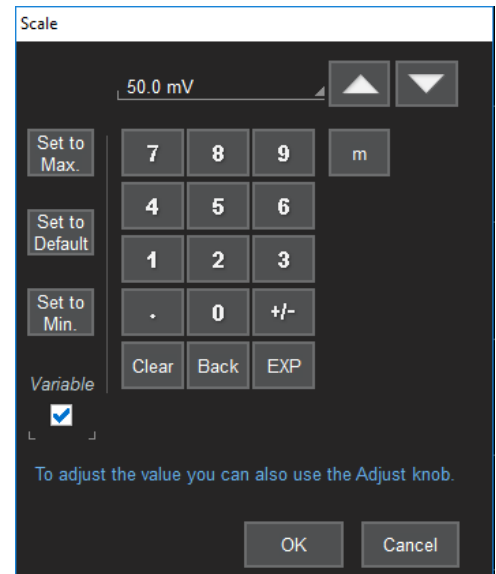 Scale
50.0 mV
Set to
Max.
7 8 9 m
Set to
Default
4 5 6
1 2 3
Set to
Min.
. 0 +/-
Clear Back EXP
Variable
To adjust the value you can also use the Adjust knob.
OK Cancel